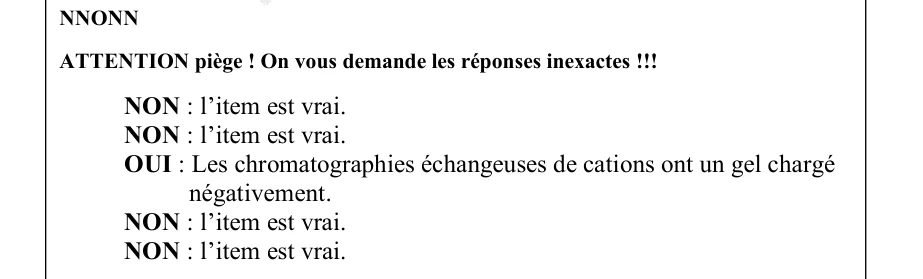 NNONN
ATTENTION piège ! On vous demande les réponses inexactes !!!
NON : l’item est vrai.
NON : l’item est vrai.
OUI : Les chromatographies échangeuses de cations ont un gel chargé
négativement.
NON : l’item est vrai.
NON : l’item est vrai.